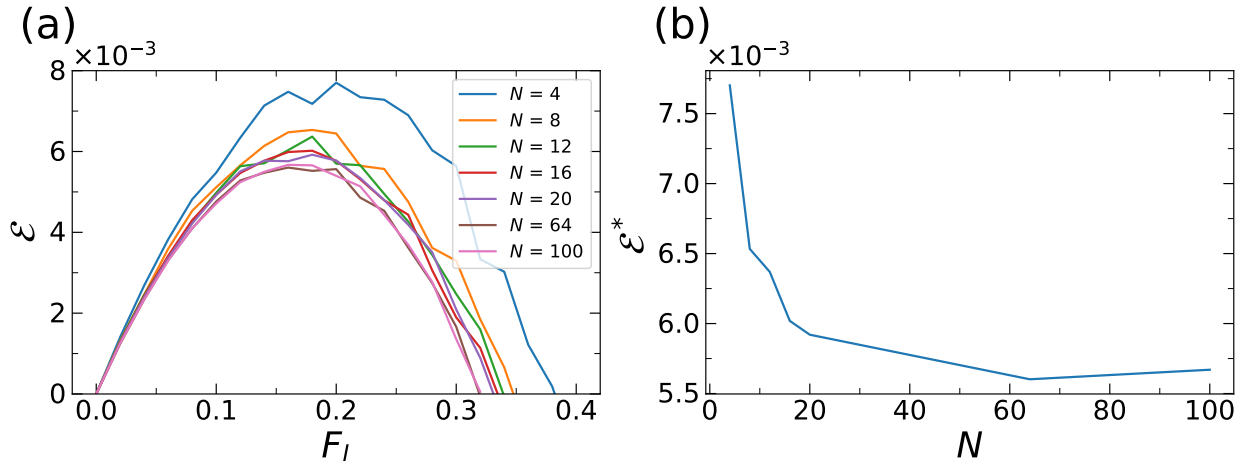 (a)
×10⁻³
8
6
4
2
0
ℰ
0.0 0.1 0.2 0.3 0.4
F_l
N = 4
N = 8
N = 12
N = 16
N = 20
N = 64
N = 100
(b)
×10⁻³
7.5
7.0
6.5
6.0
5.5
ℰ*
0 20 40 60 80 100
N